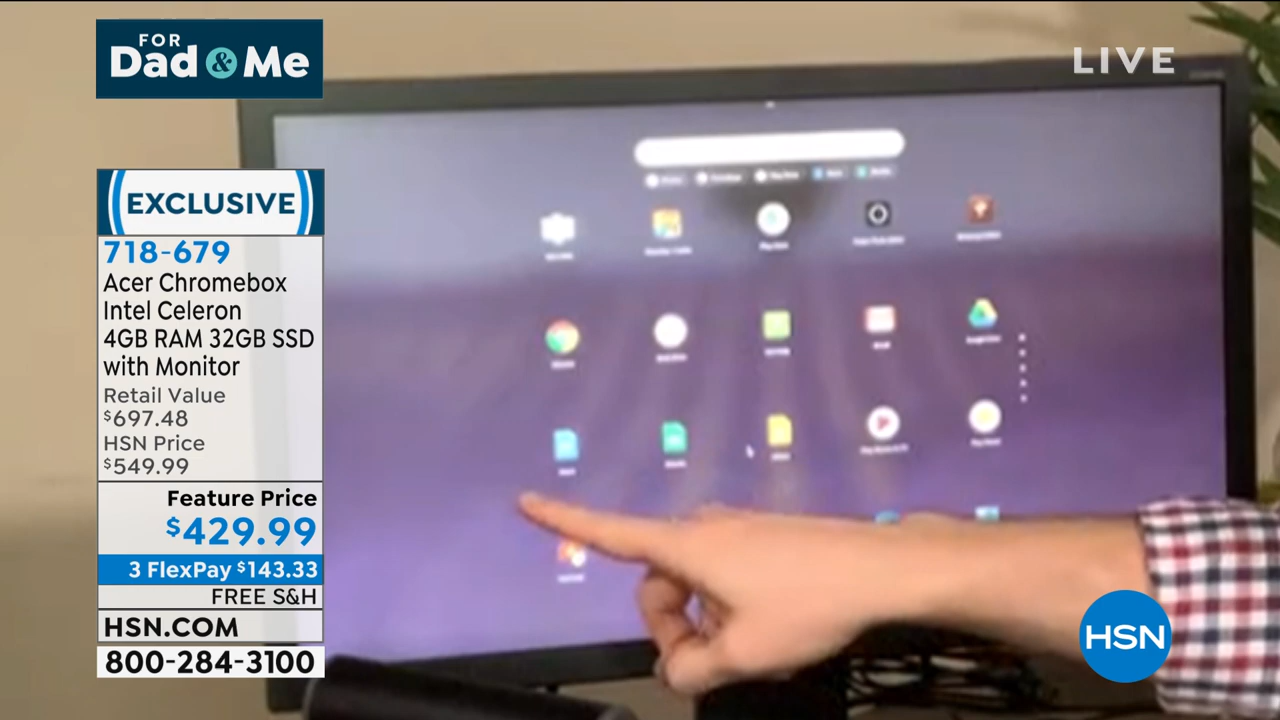 FOR
Dad & Me
LIVE
EXCLUSIVE
718-679
Acer Chromebox
Intel Celeron
4GB RAM 32GB SSD
with Monitor
Retail Value
$697.48
HSN Price
$549.99
Feature Price
$429.99
3 FlexPay $143.33
FREE S&H
HSN.COM
800-284-3100
HSN